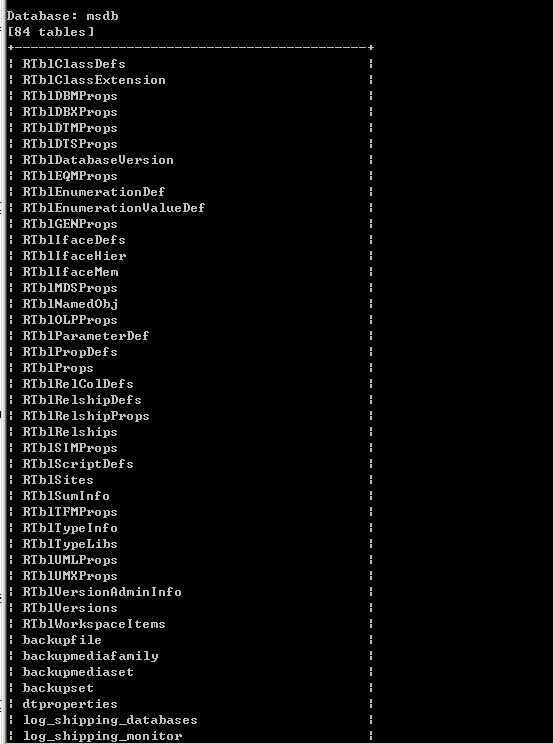 Database: msdb
[84 tables]
+-------------------------------------------+
| RTblClassDefs |
| RTblClassExtension |
| RTblDBMProps |
| RTblDBXProps |
| RTblDTMProps |
| RTblDTSProps |
| RTblDatabaseVersion |
| RTblEQMProps |
| RTblEnumerationDef |
| RTblEnumerationValueDef |
| RTblGENProps |
| RTblIfaceDefs |
| RTblIfaceHier |
| RTblIfaceMem |
| RTblMDSProps |
| RTblNamedObj |
| RTblOLPProps |
| RTblParameterDef |
| RTblPropDefs |
| RTblProps |
| RTblRelColDefs |
| RTblRelshipDefs |
| RTblRelshipProps |
| RTblRelships |
| RTblSIMProps |
| RTblScriptDefs |
| RTblSites |
| RTblSumInfo |
| RTblTFMProps |
| RTblTypeInfo |
| RTblTypeLibs |
| RTblUMLProps |
| RTblUMXProps |
| RTblVersionAdminInfo |
| RTblVersions |
| RTblWorkspaceItems |
| backupfile |
| backupmediafamily |
| backupmediaset |
| backupset |
| dtproperties |
| log_shipping_databases |
| log_shipping_monitor |